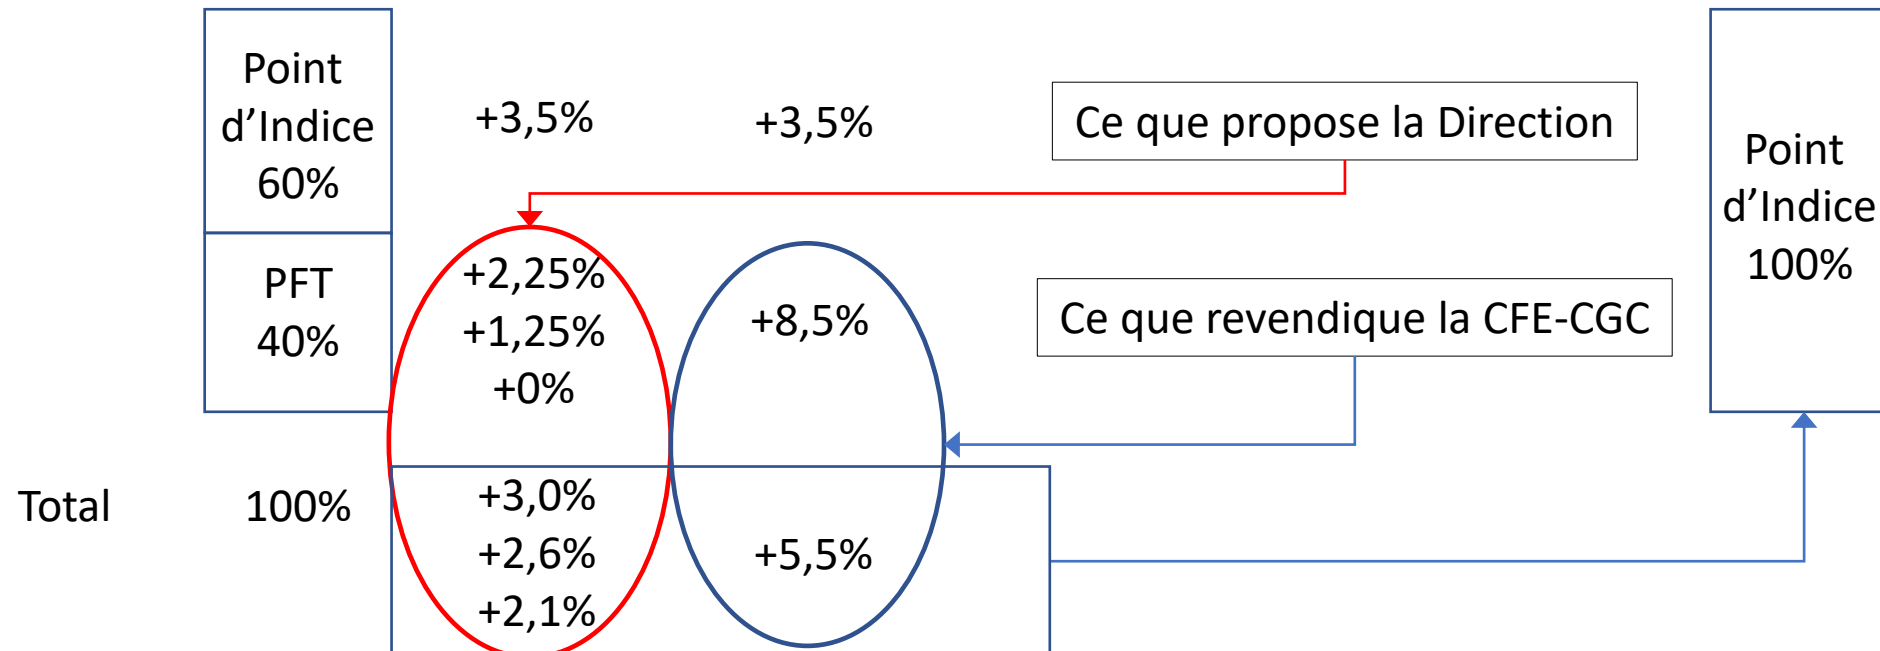 Point
d’Indice
60%
+3,5%
+3,5%
Ce que propose la Direction
Point
d’Indice
100%
PFT
40%
+2,25%
+1,25%
+0%
+8,5%
Ce que revendique la CFE-CGC
Total
100%
+3,0%
+2,6%
+2,1%
+5,5%